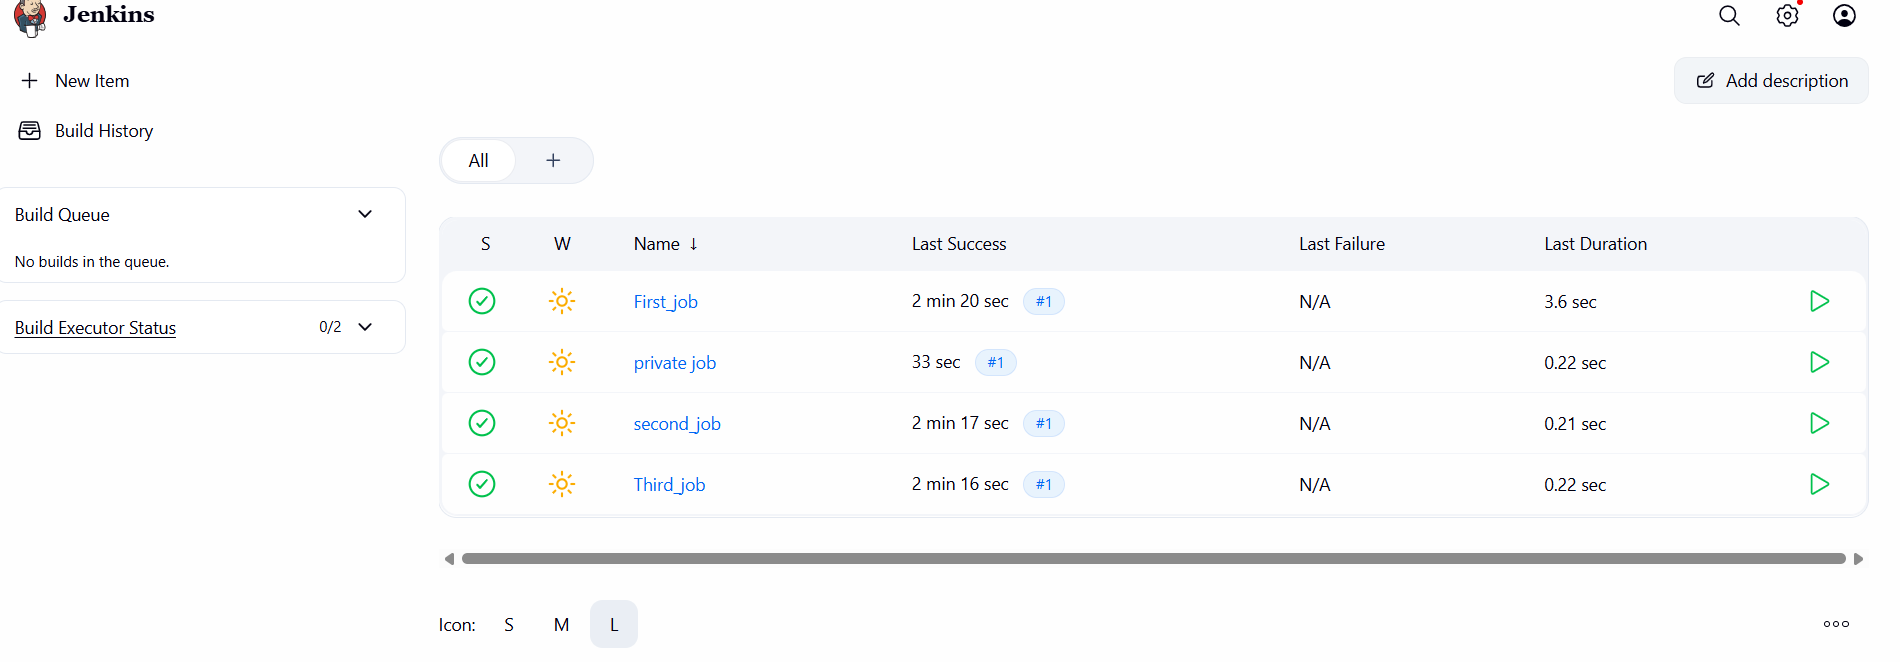 Jenkins
New Item
Add description
Build History
All
Build Queue
No builds in the queue.
Build Executor Status 0/2
S W Name ↓ Last Success Last Failure Last Duration
First_job 2 min 20 sec #1 N/A 3.6 sec
private job 33 sec #1 N/A 0.22 sec
second_job 2 min 17 sec #1 N/A 0.21 sec
Third_job 2 min 16 sec #1 N/A 0.22 sec
Icon: S M L